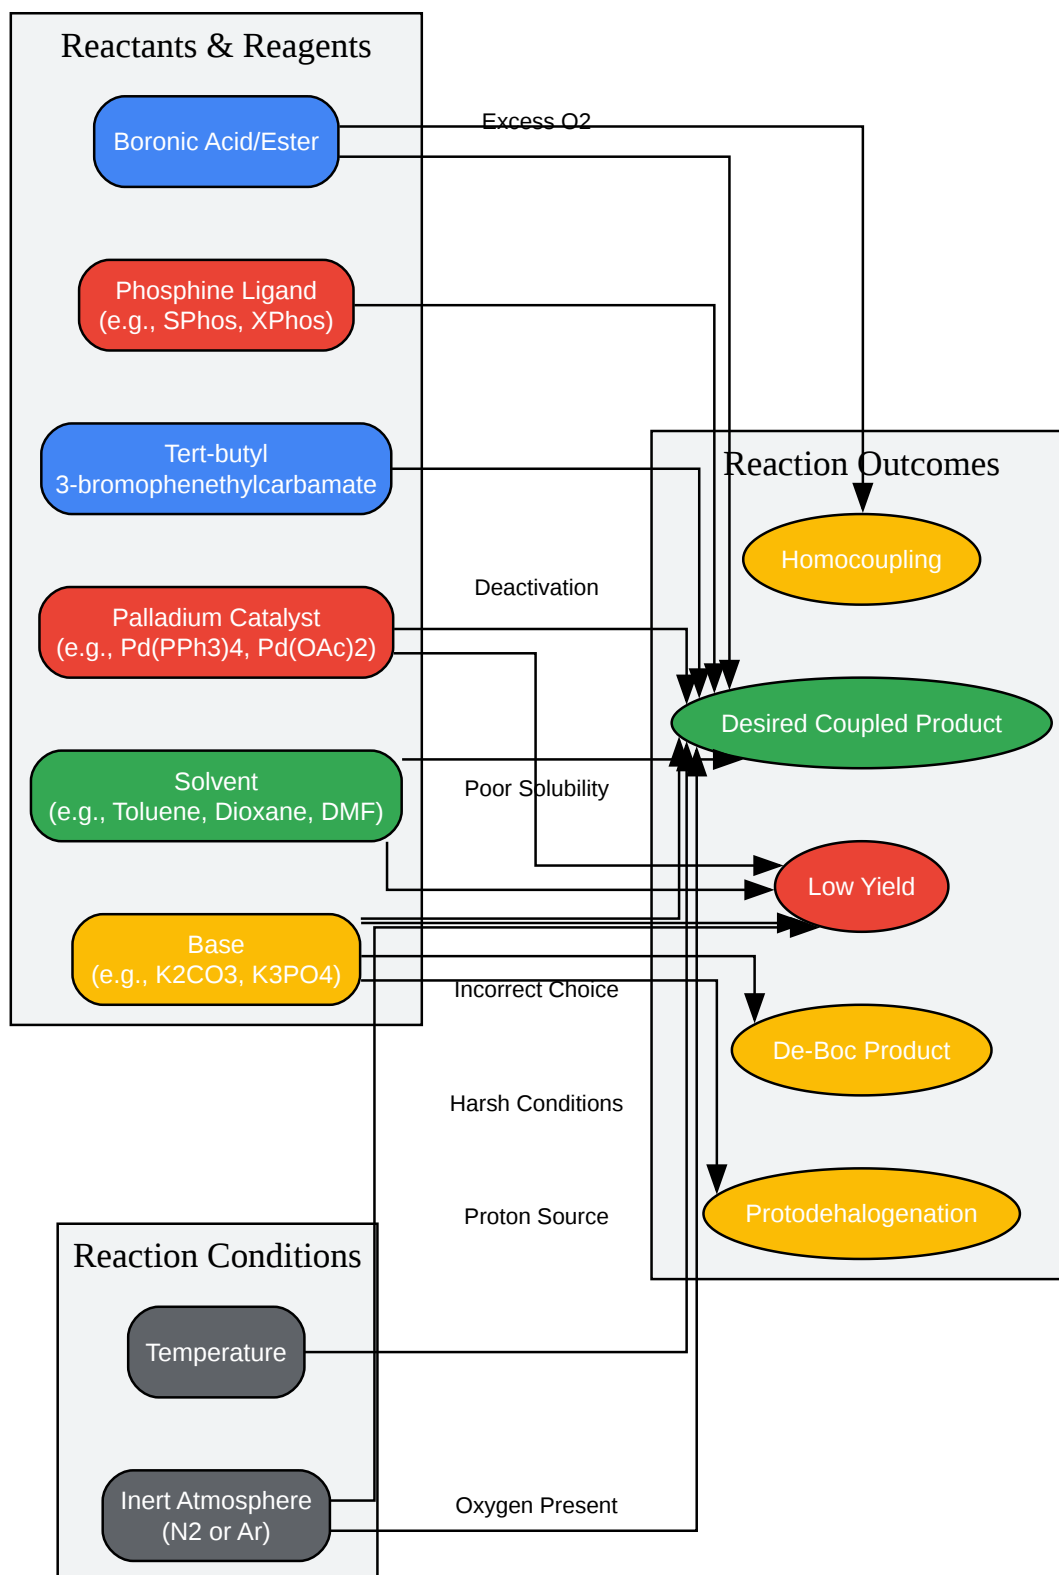 Reactants & Reagents
Boronic Acid/Ester
Excess O2
Phosphine Ligand
(e.g., SPhos, XPhos)
Tert-butyl
3-bromophenethylcarbamate
Reaction Outcomes
Homocoupling
Deactivation
Palladium Catalyst
(e.g., Pd(PPh3)4, Pd(OAc)2)
Desired Coupled Product
Solvent
(e.g., Toluene, Dioxane, DMF)
Poor Solubility
Low Yield
Base
(e.g., K2CO3, K3PO4)
Incorrect Choice
De-Boc Product
Harsh Conditions
Proton Source
Protodehalogenation
Reaction Conditions
Temperature
Inert Atmosphere
(N2 or Ar)
Oxygen Present